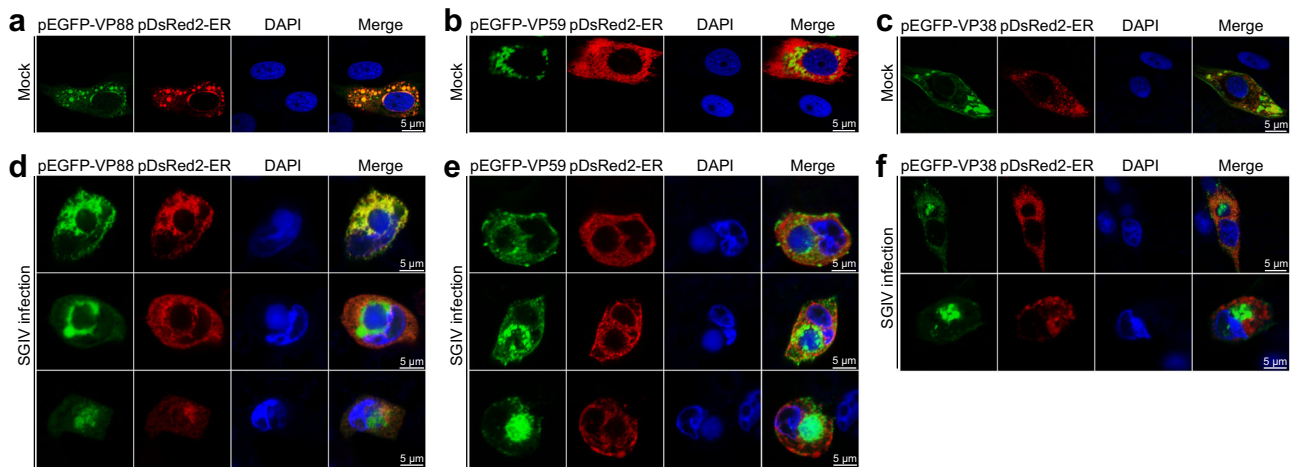 a
pEGFP-VP88 pDsRed2-ER DAPI Merge
Mock
5 µm
b
pEGFP-VP59 pDsRed2-ER DAPI Merge
Mock
5 µm
c
pEGFP-VP38 pDsRed2-ER DAPI Merge
Mock
5 µm
d
pEGFP-VP88 pDsRed2-ER DAPI Merge
SGIV infection
5 µm
5 µm
5 µm
e
pEGFP-VP59 pDsRed2-ER DAPI Merge
SGIV infection
5 µm
5 µm
5 µm
f
pEGFP-VP38 pDsRed2-ER DAPI Merge
SGIV infection
5 µm
5 µm